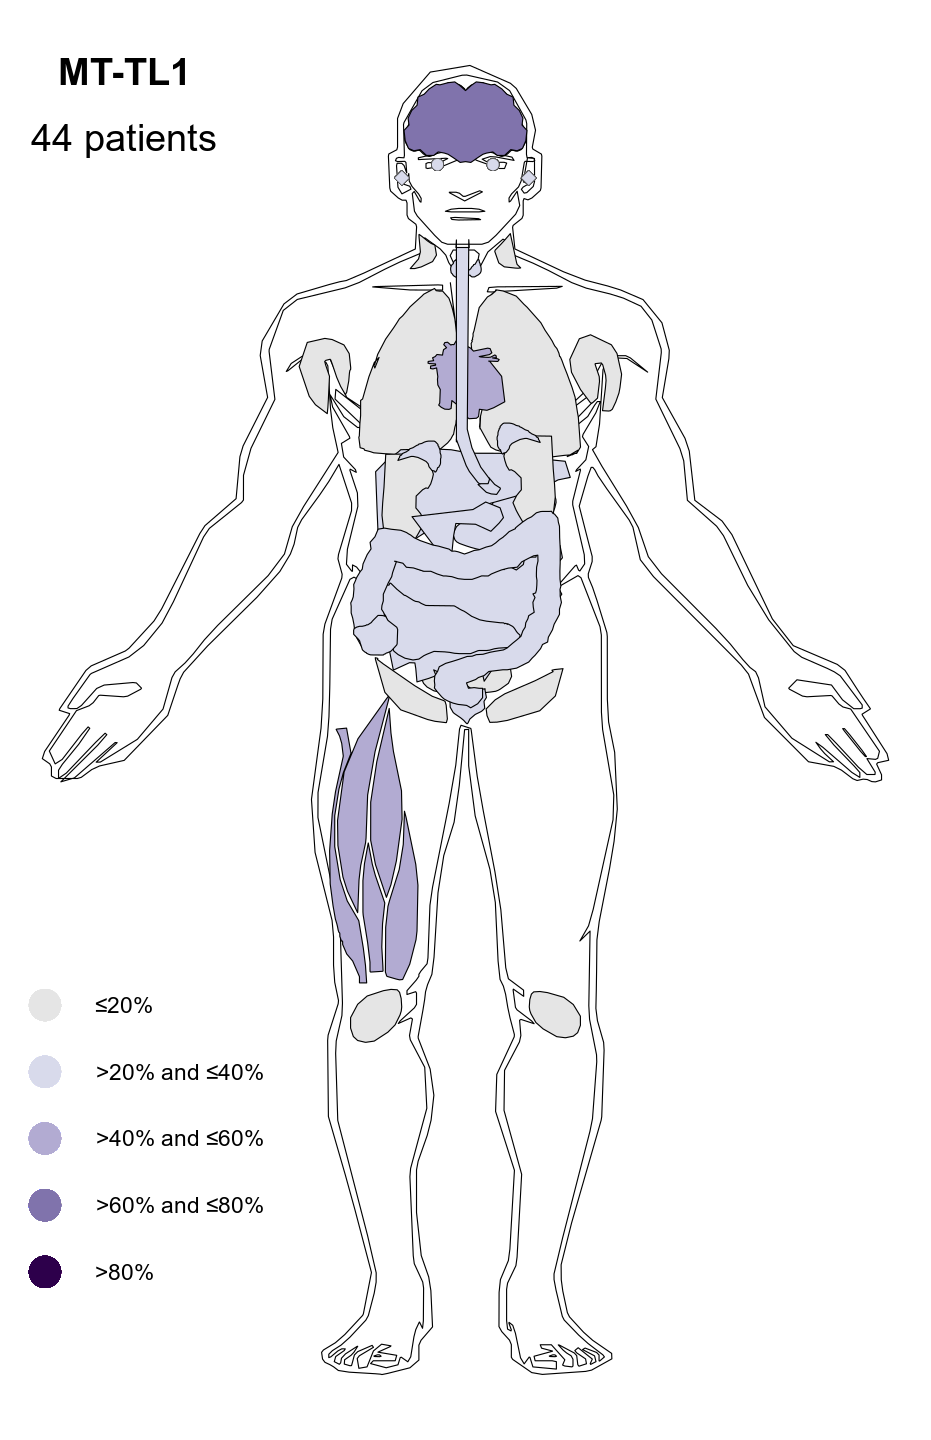 MT-TL1
44 patients
≤20%
>20% and ≤40%
>40% and ≤60%
>60% and ≤80%
>80%